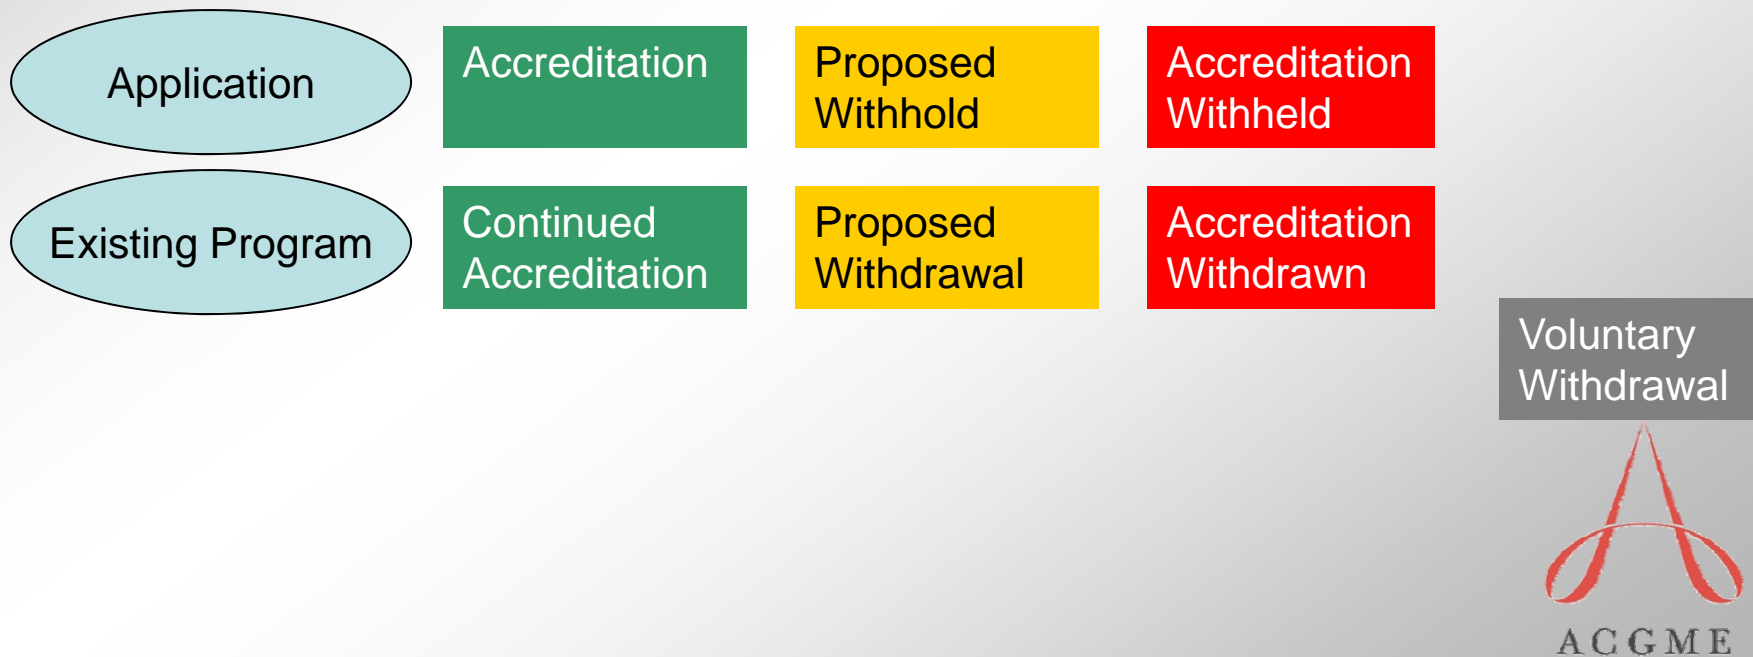 Application
Accreditation
Proposed
Withhold
Accreditation
Withheld
Existing Program
Continued
Accreditation
Proposed
Withdrawal
Accreditation
Withdrawn
Voluntary
Withdrawal
ACGME